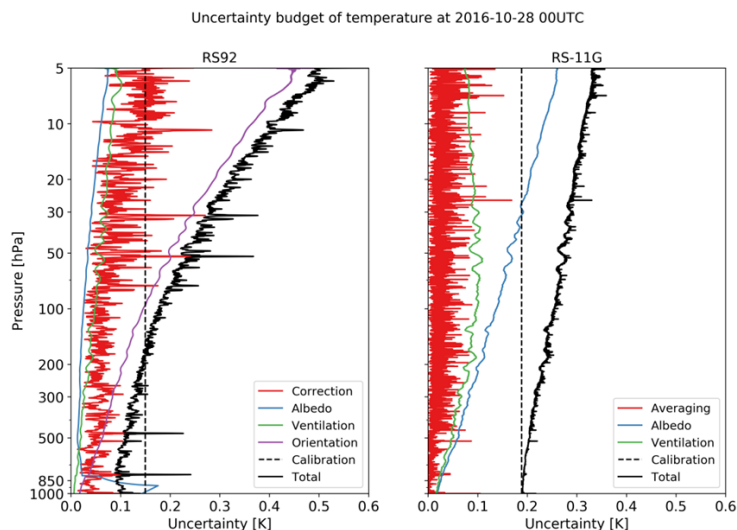 Uncertainty budget of temperature at 2016-10-28 00UTC
RS92
RS-11G
Pressure [hPa]
5
10
20
30
50
100
200
300
500
850
1000
Correction
Albedo
Ventilation
Orientation
Calibration
Total
0.0
0.1
0.2
0.3
0.4
0.5
0.6
Uncertainty [K]
Averaging
Albedo
Ventilation
Calibration
Total
0.0
0.1
0.2
0.3
0.4
0.5
0.6
Uncertainty [K]